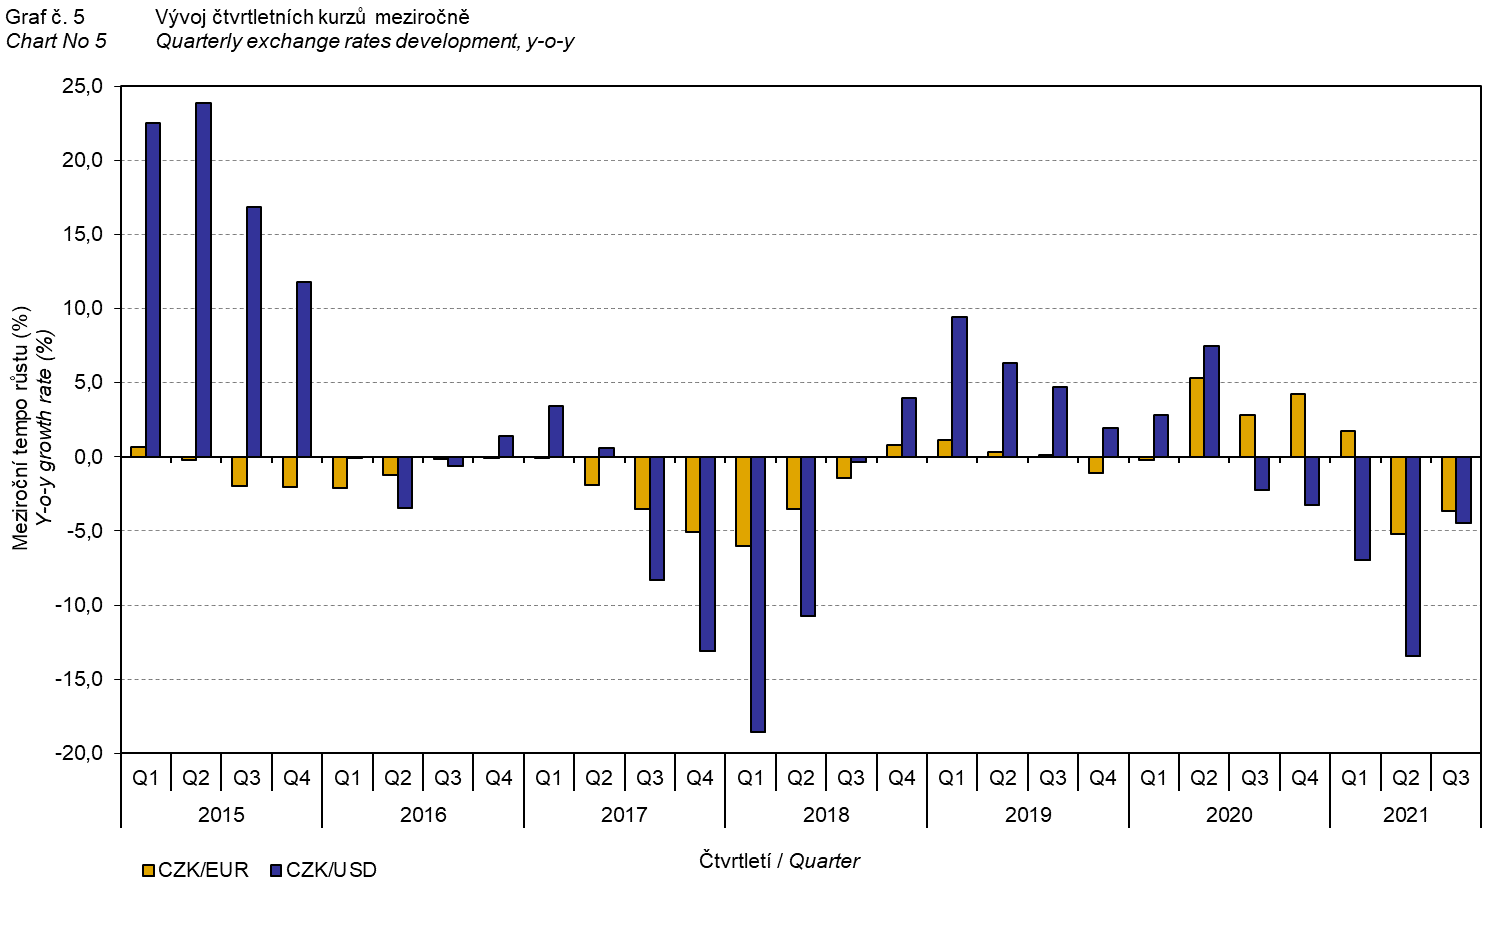 Graf č. 5 Vývoj čtvrtletních kurzů meziročně
Chart No 5 Quarterly exchange rates development, y-o-y
Meziroční tempo růstu (%)
Y-o-y growth rate (%)
25,0
20,0
15,0
10,0
5,0
0,0
-5,0
-10,0
-15,0
-20,0
Q1 Q2 Q3 Q4 Q1 Q2 Q3 Q4 Q1 Q2 Q3 Q4 Q1 Q2 Q3 Q4 Q1 Q2 Q3 Q4 Q1 Q2 Q3 Q4 Q1 Q2 Q3
2015 2016 2017 2018 2019 2020 2021
Čtvrtletí / Quarter
CZK/EUR CZK/USD